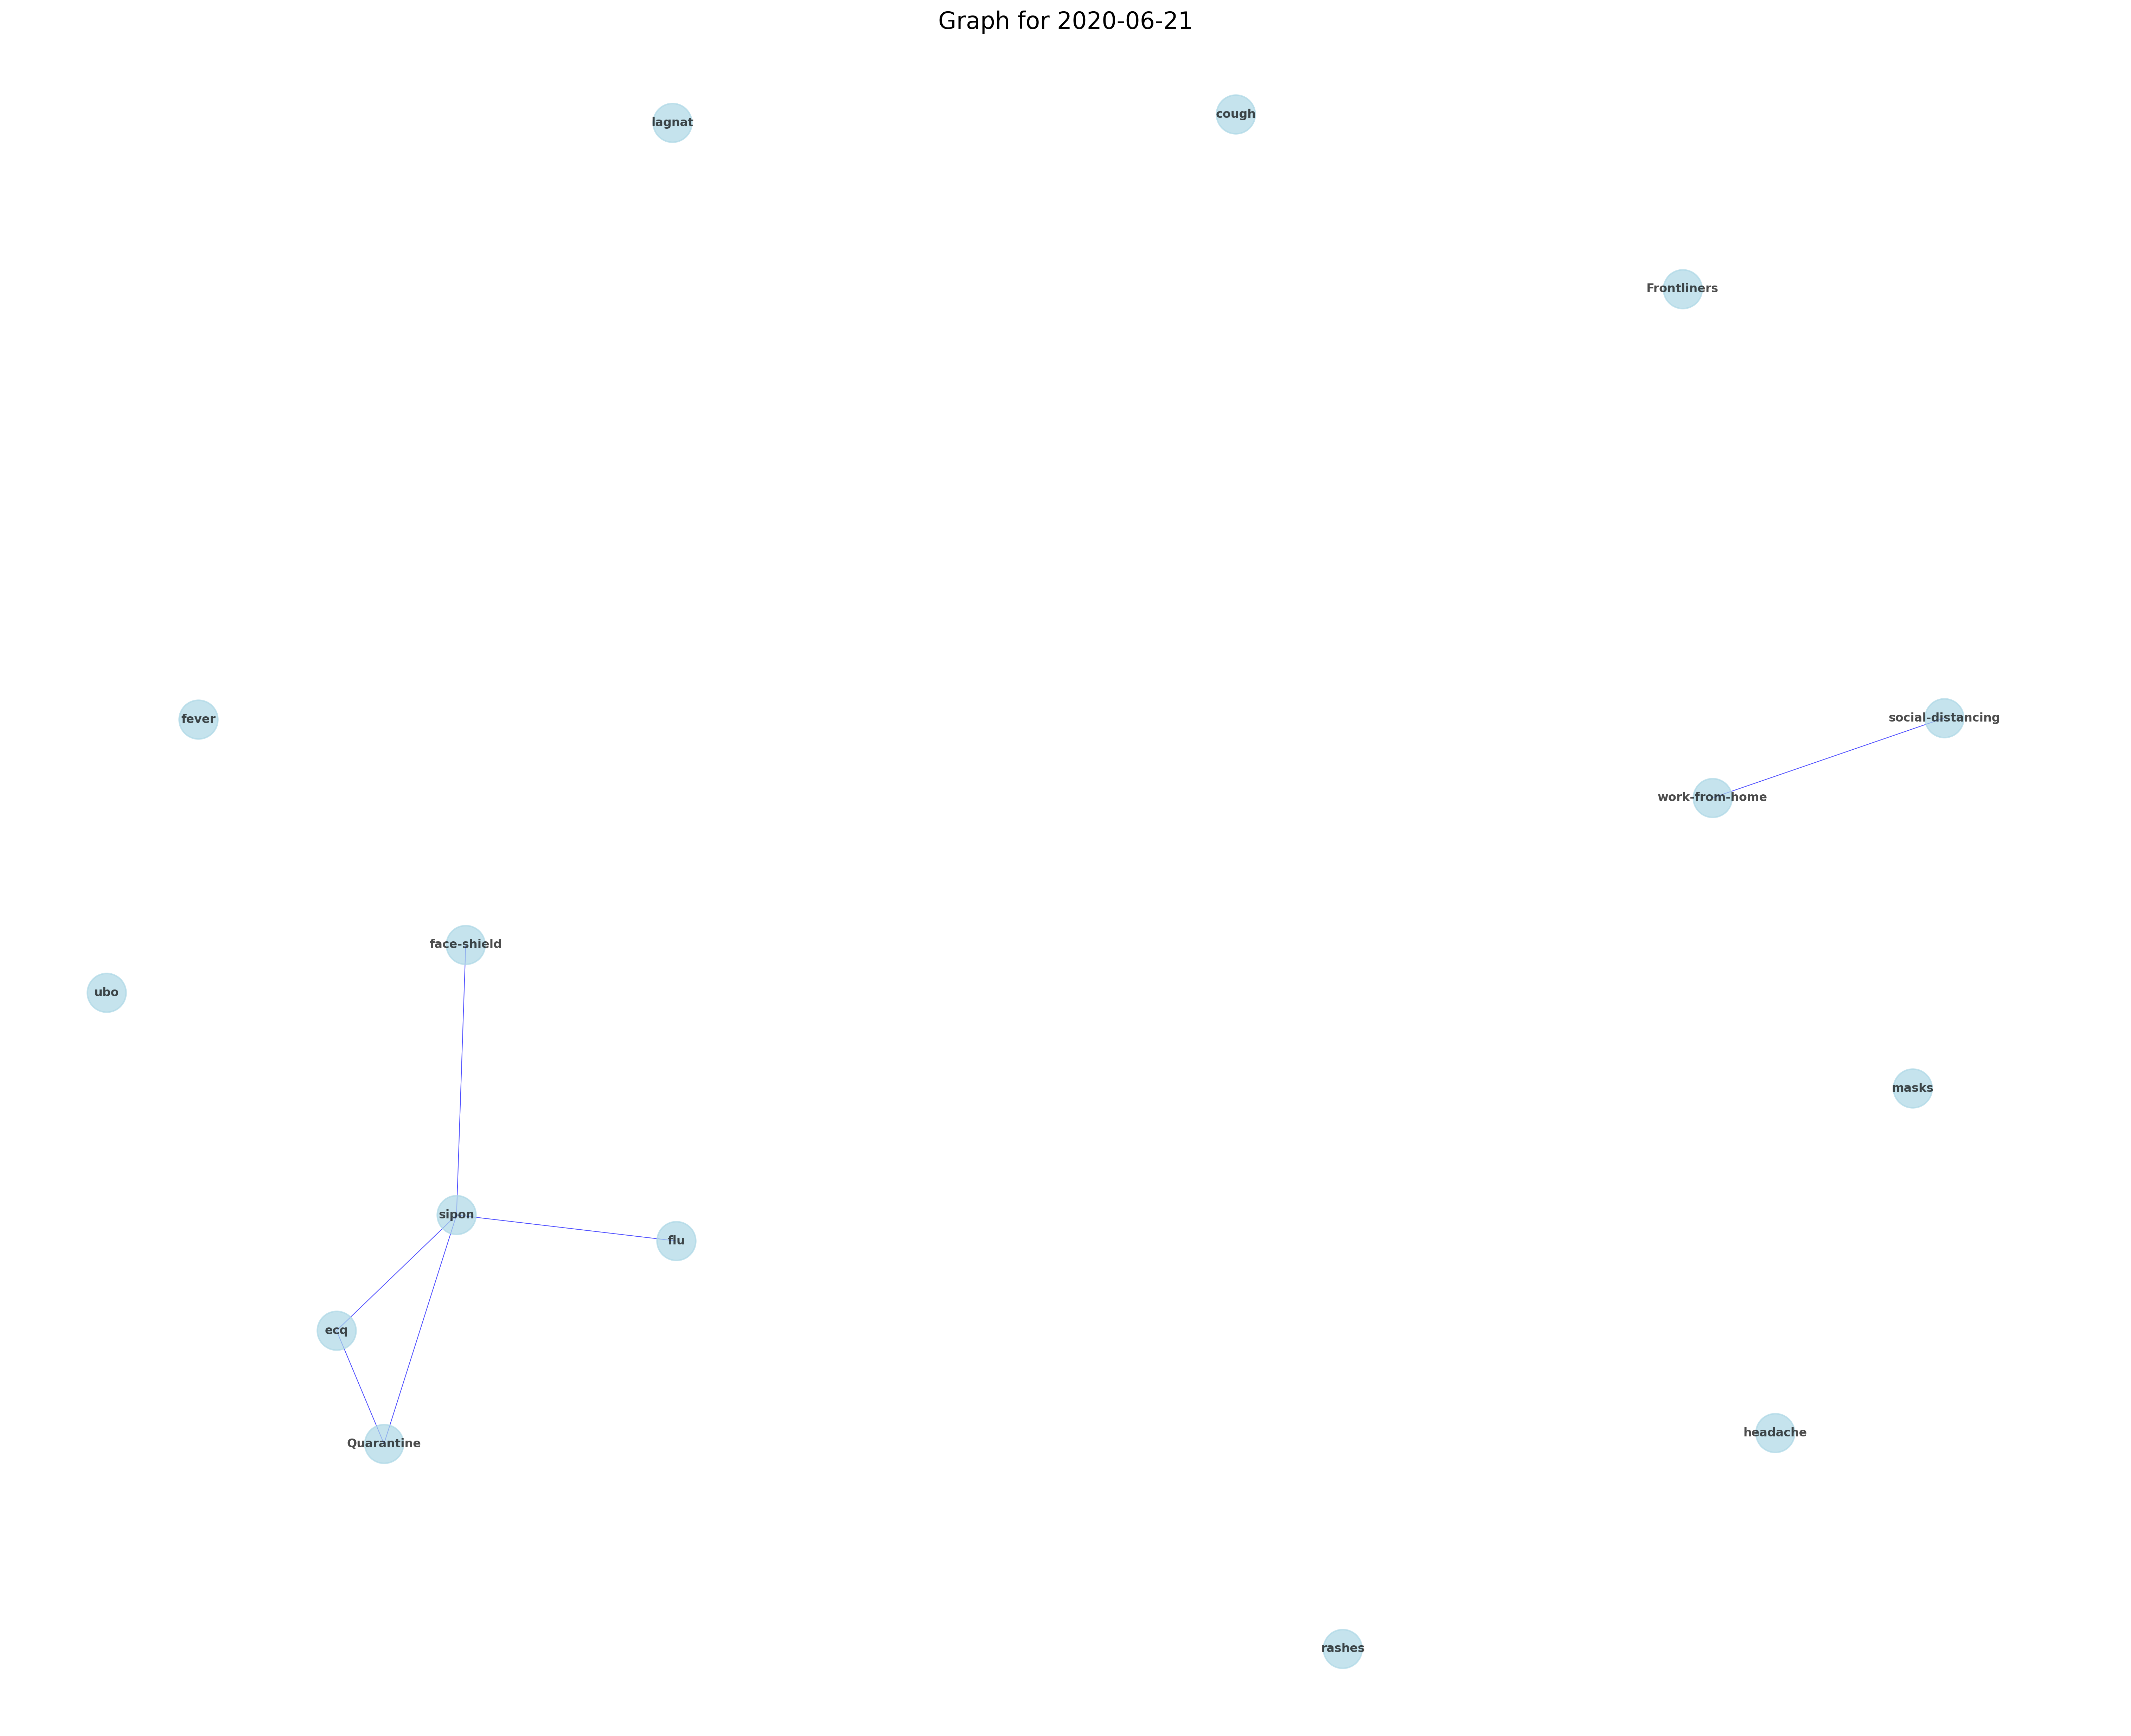 Graph for 2020-06-21
lagnat
cough
Frontliners
fever
social-distancing
work-from-home
face-shield
ubo
masks
sipon
flu
ecq
Quarantine
headache
rashes